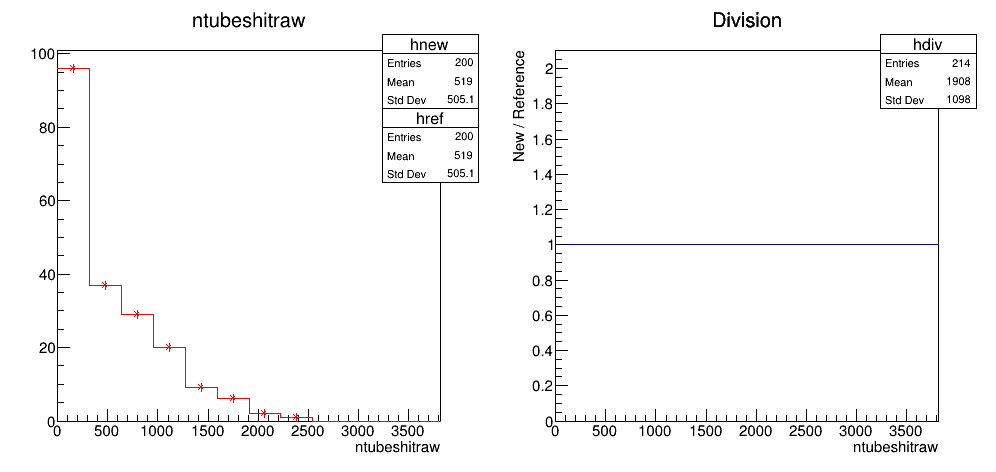 ntubeshitraw
hnew
Entries 200
Mean 519
Std Dev 505.1
href
Entries 200
Mean 519
Std Dev 505.1
100
80
60
40
20
0
0 500 1000 1500 2000 2500 3000 3500
ntubeshitraw
Division
hdiv
Entries 214
Mean 1908
Std Dev 1098
New / Reference
2
1.8
1.6
1.4
1.2
1
0.8
0.6
0.4
0.2
0
0 500 1000 1500 2000 2500 3000 3500
ntubeshitraw